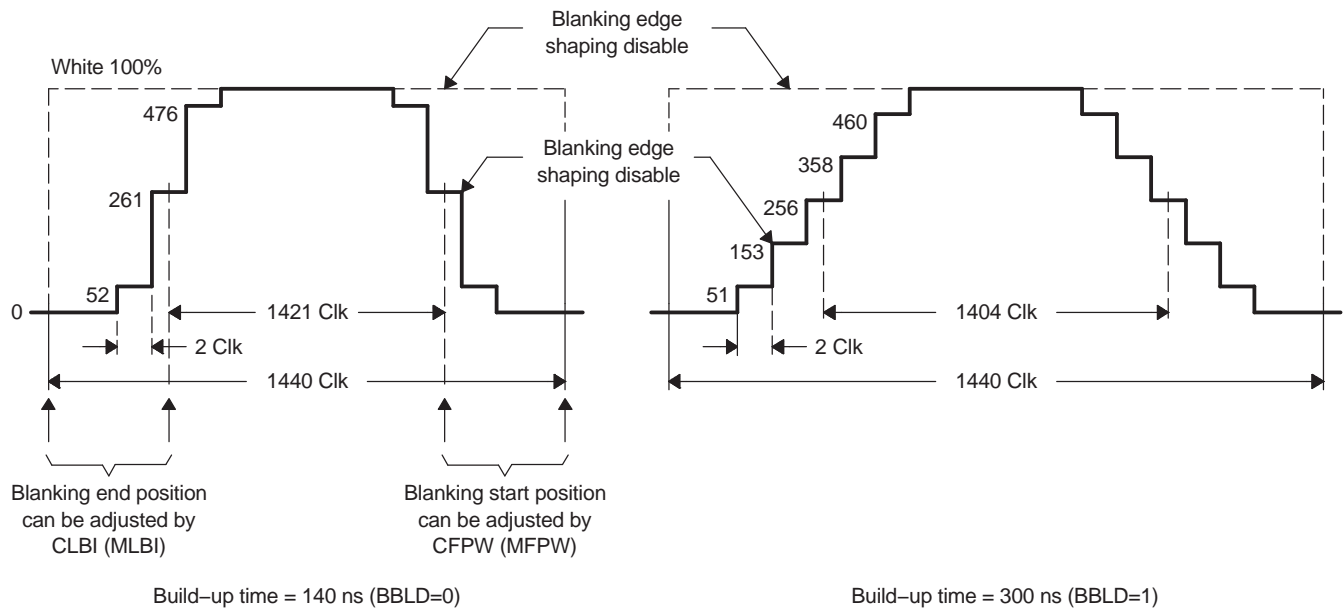 Blanking edge
shaping disable
White 100%
476
460
Blanking edge
shaping disable
358
261
256
153
52
51
0
1421 Clk
1404 Clk
2 Clk
2 Clk
1440 Clk
1440 Clk
Blanking end position
can be adjusted by
CLBI (MLBI)
Blanking start position
can be adjusted by
CFPW (MFPW)
Build−up time = 140 ns (BBLD=0)
Build−up time = 300 ns (BBLD=1)